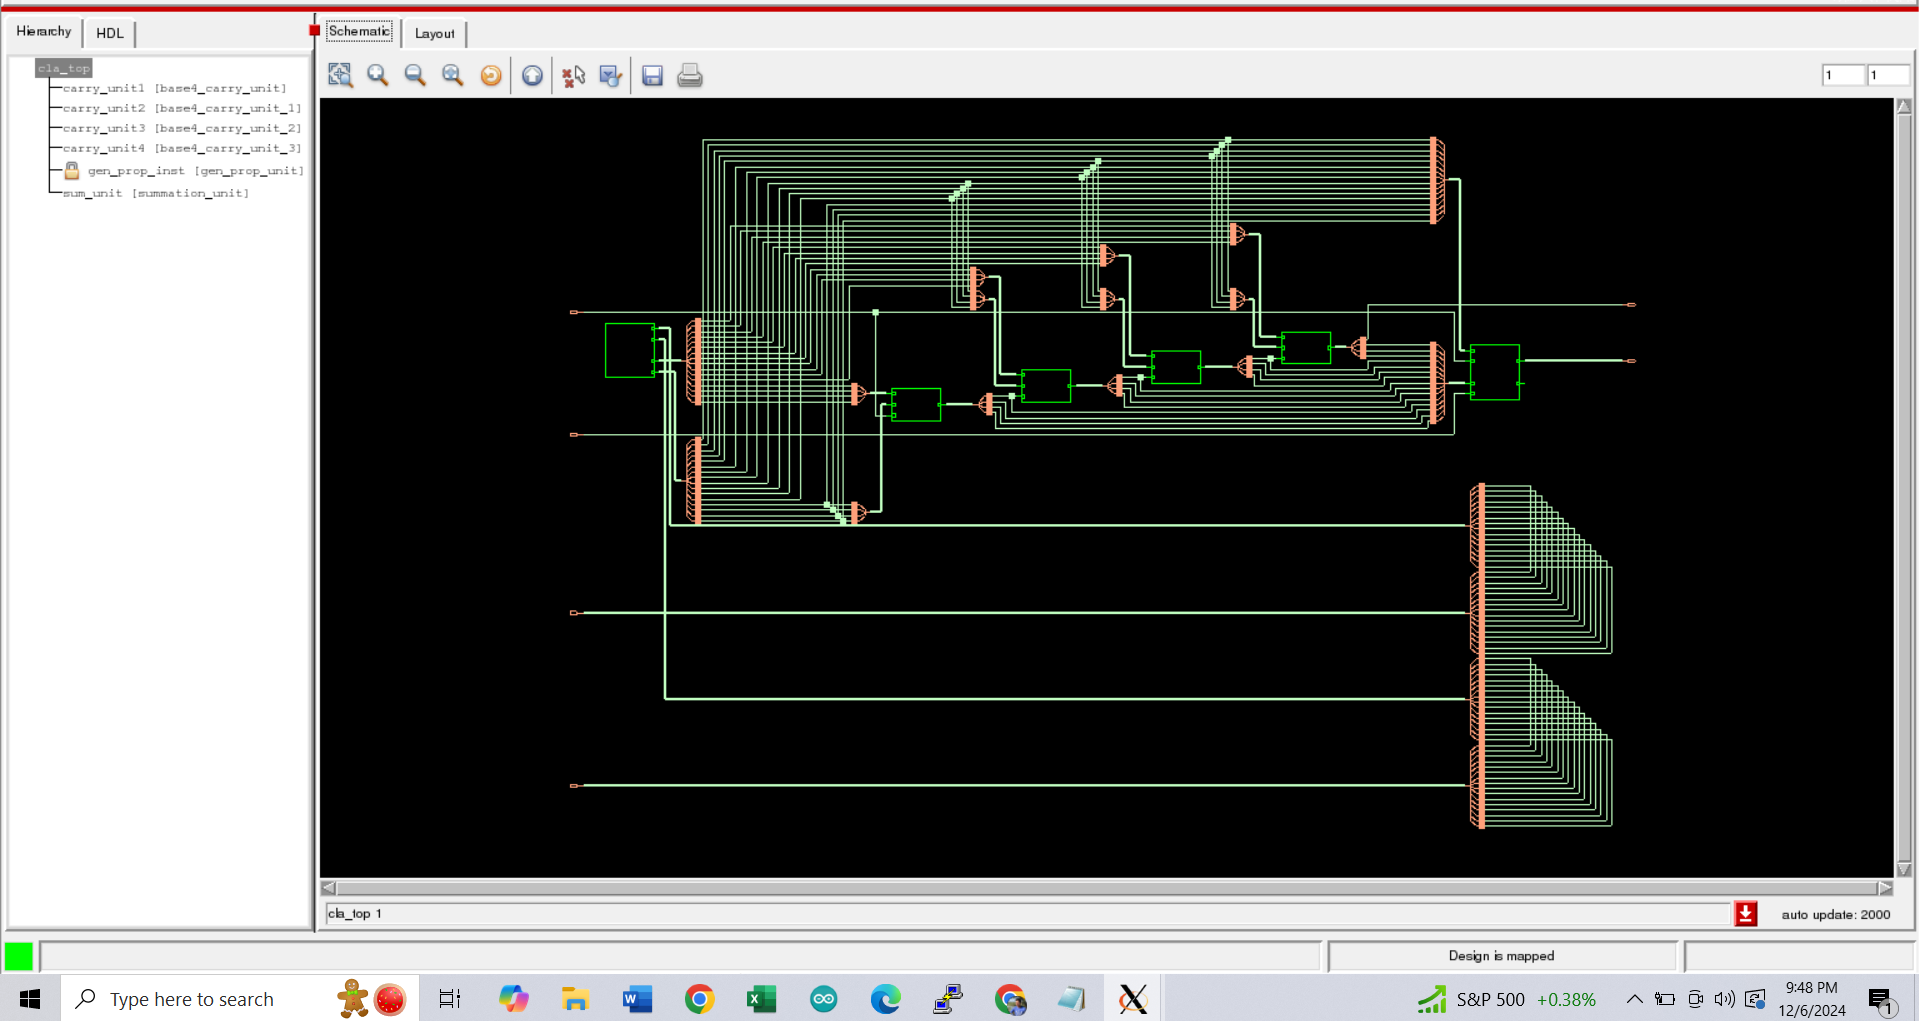 Hierarchy
HDL
Schematic
Layout
cla_top
carry_unit1 [base4_carry_unit]
carry_unit2 [base4_carry_unit_1]
carry_unit3 [base4_carry_unit_2]
carry_unit4 [base4_carry_unit_3]
gen_prop_inst [gen_prop_unit]
sum_unit [summation_unit]
1
1
cla_top 1
auto update: 2000
Design is mapped
Type here to search
S&P 500 +0.38%
9:48 PM
12/6/2024
1